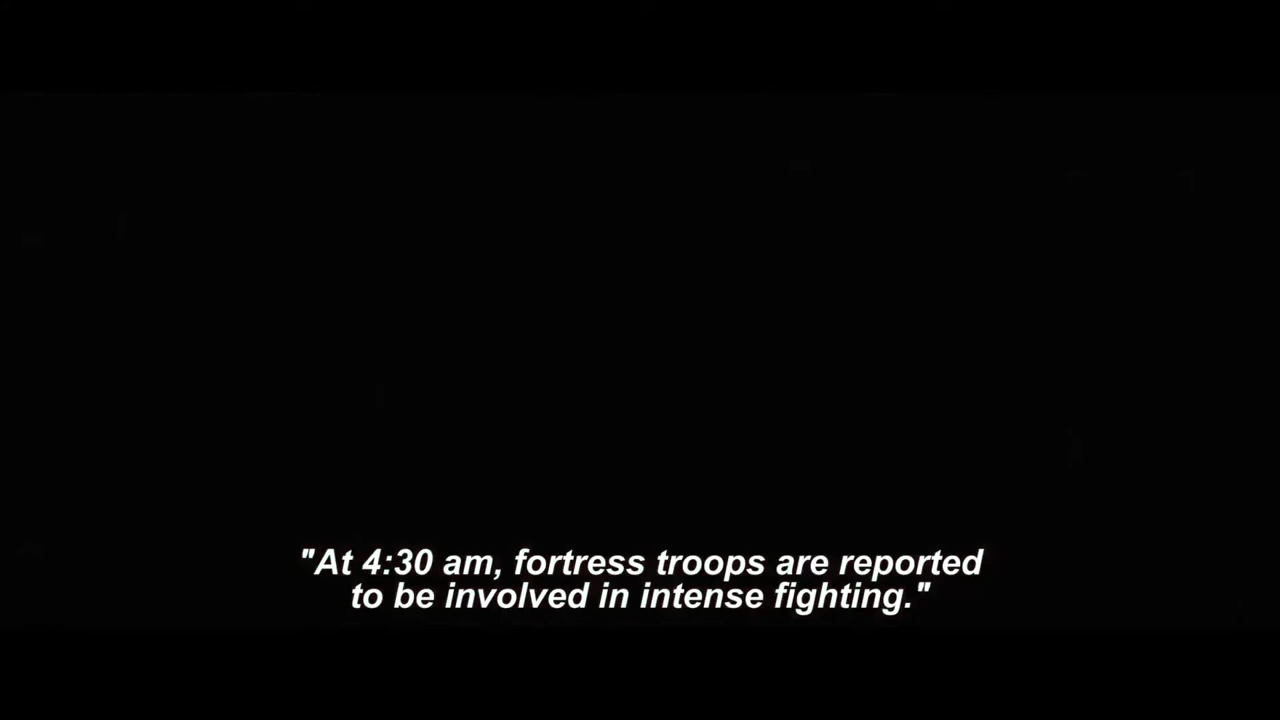 "At 4:30 am, fortress troops are reported
to be involved in intense fighting."